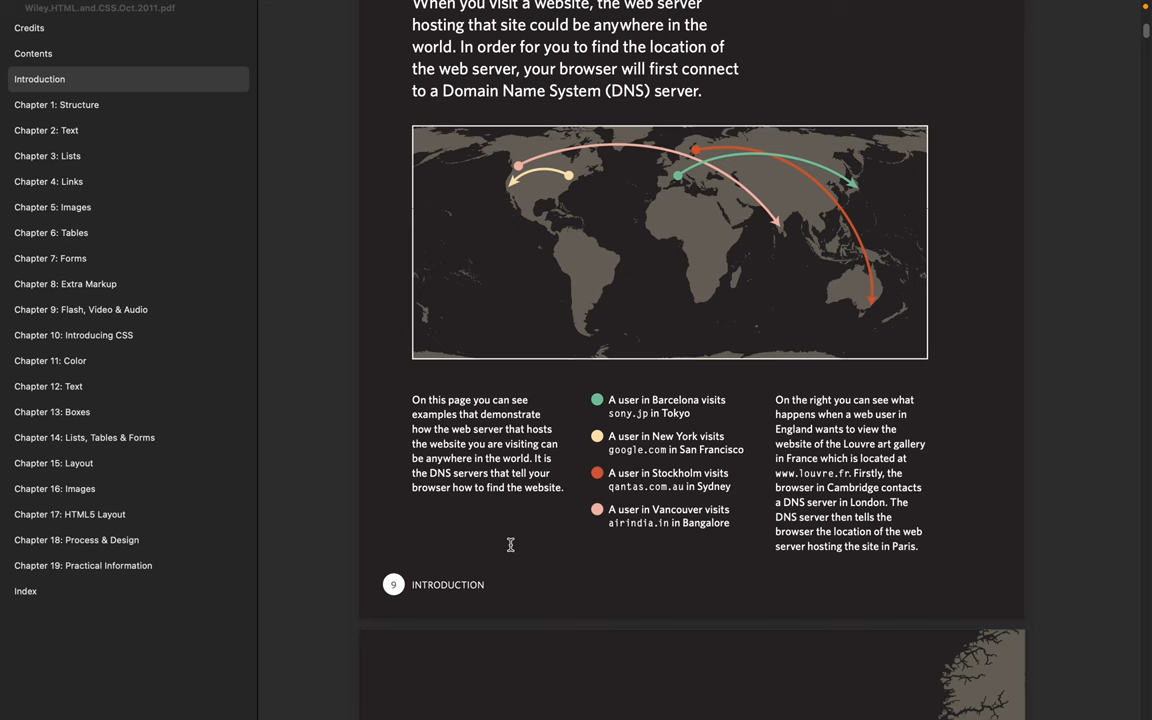 Wiley.HTML.and.CSS.Oct.2011.pdf
Credits
Contents
Introduction
Chapter 1: Structure
Chapter 2: Text
Chapter 3: Lists
Chapter 4: Links
Chapter 5: Images
Chapter 6: Tables
Chapter 7: Forms
Chapter 8: Extra Markup
Chapter 9: Flash, Video & Audio
Chapter 10: Introducing CSS
Chapter 11: Color
Chapter 12: Text
Chapter 13: Boxes
Chapter 14: Lists, Tables & Forms
Chapter 15: Layout
Chapter 16: Images
Chapter 17: HTML5 Layout
Chapter 18: Process & Design
Chapter 19: Practical Information
Index
When you visit a website, the web server
hosting that site could be anywhere in the
world. In order for you to find the location of
the web server, your browser will first connect
to a Domain Name System (DNS) server.
On this page you can see
examples that demonstrate
how the web server that hosts
the website you are visiting can
be anywhere in the world. It is
the DNS servers that tell your
browser how to find the website.
A user in Barcelona visits
sony.jp in Tokyo
A user in New York visits
google.com in San Francisco
A user in Stockholm visits
qantas.com.au in Sydney
A user in Vancouver visits
airindia.in in Bangalore
On the right you can see what
happens when a web user in
England wants to view the
website of the Louvre art gallery
in France which is located at
www.louvre.fr. Firstly, the
browser in Cambridge contacts
a DNS server in London. The
DNS server then tells the
browser the location of the web
server hosting the site in Paris.
9 INTRODUCTION